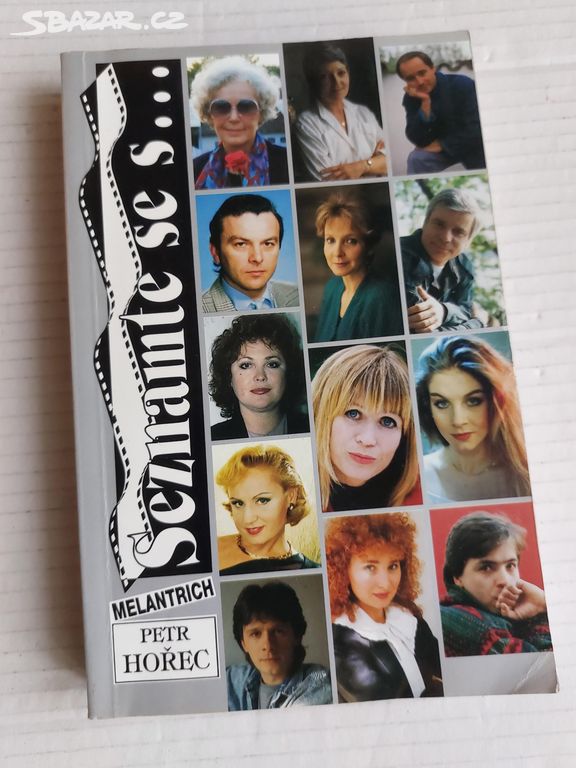 SBAZAR.CZ
Seznamte se s...
MELANTRICH
PETR
HOŘEC